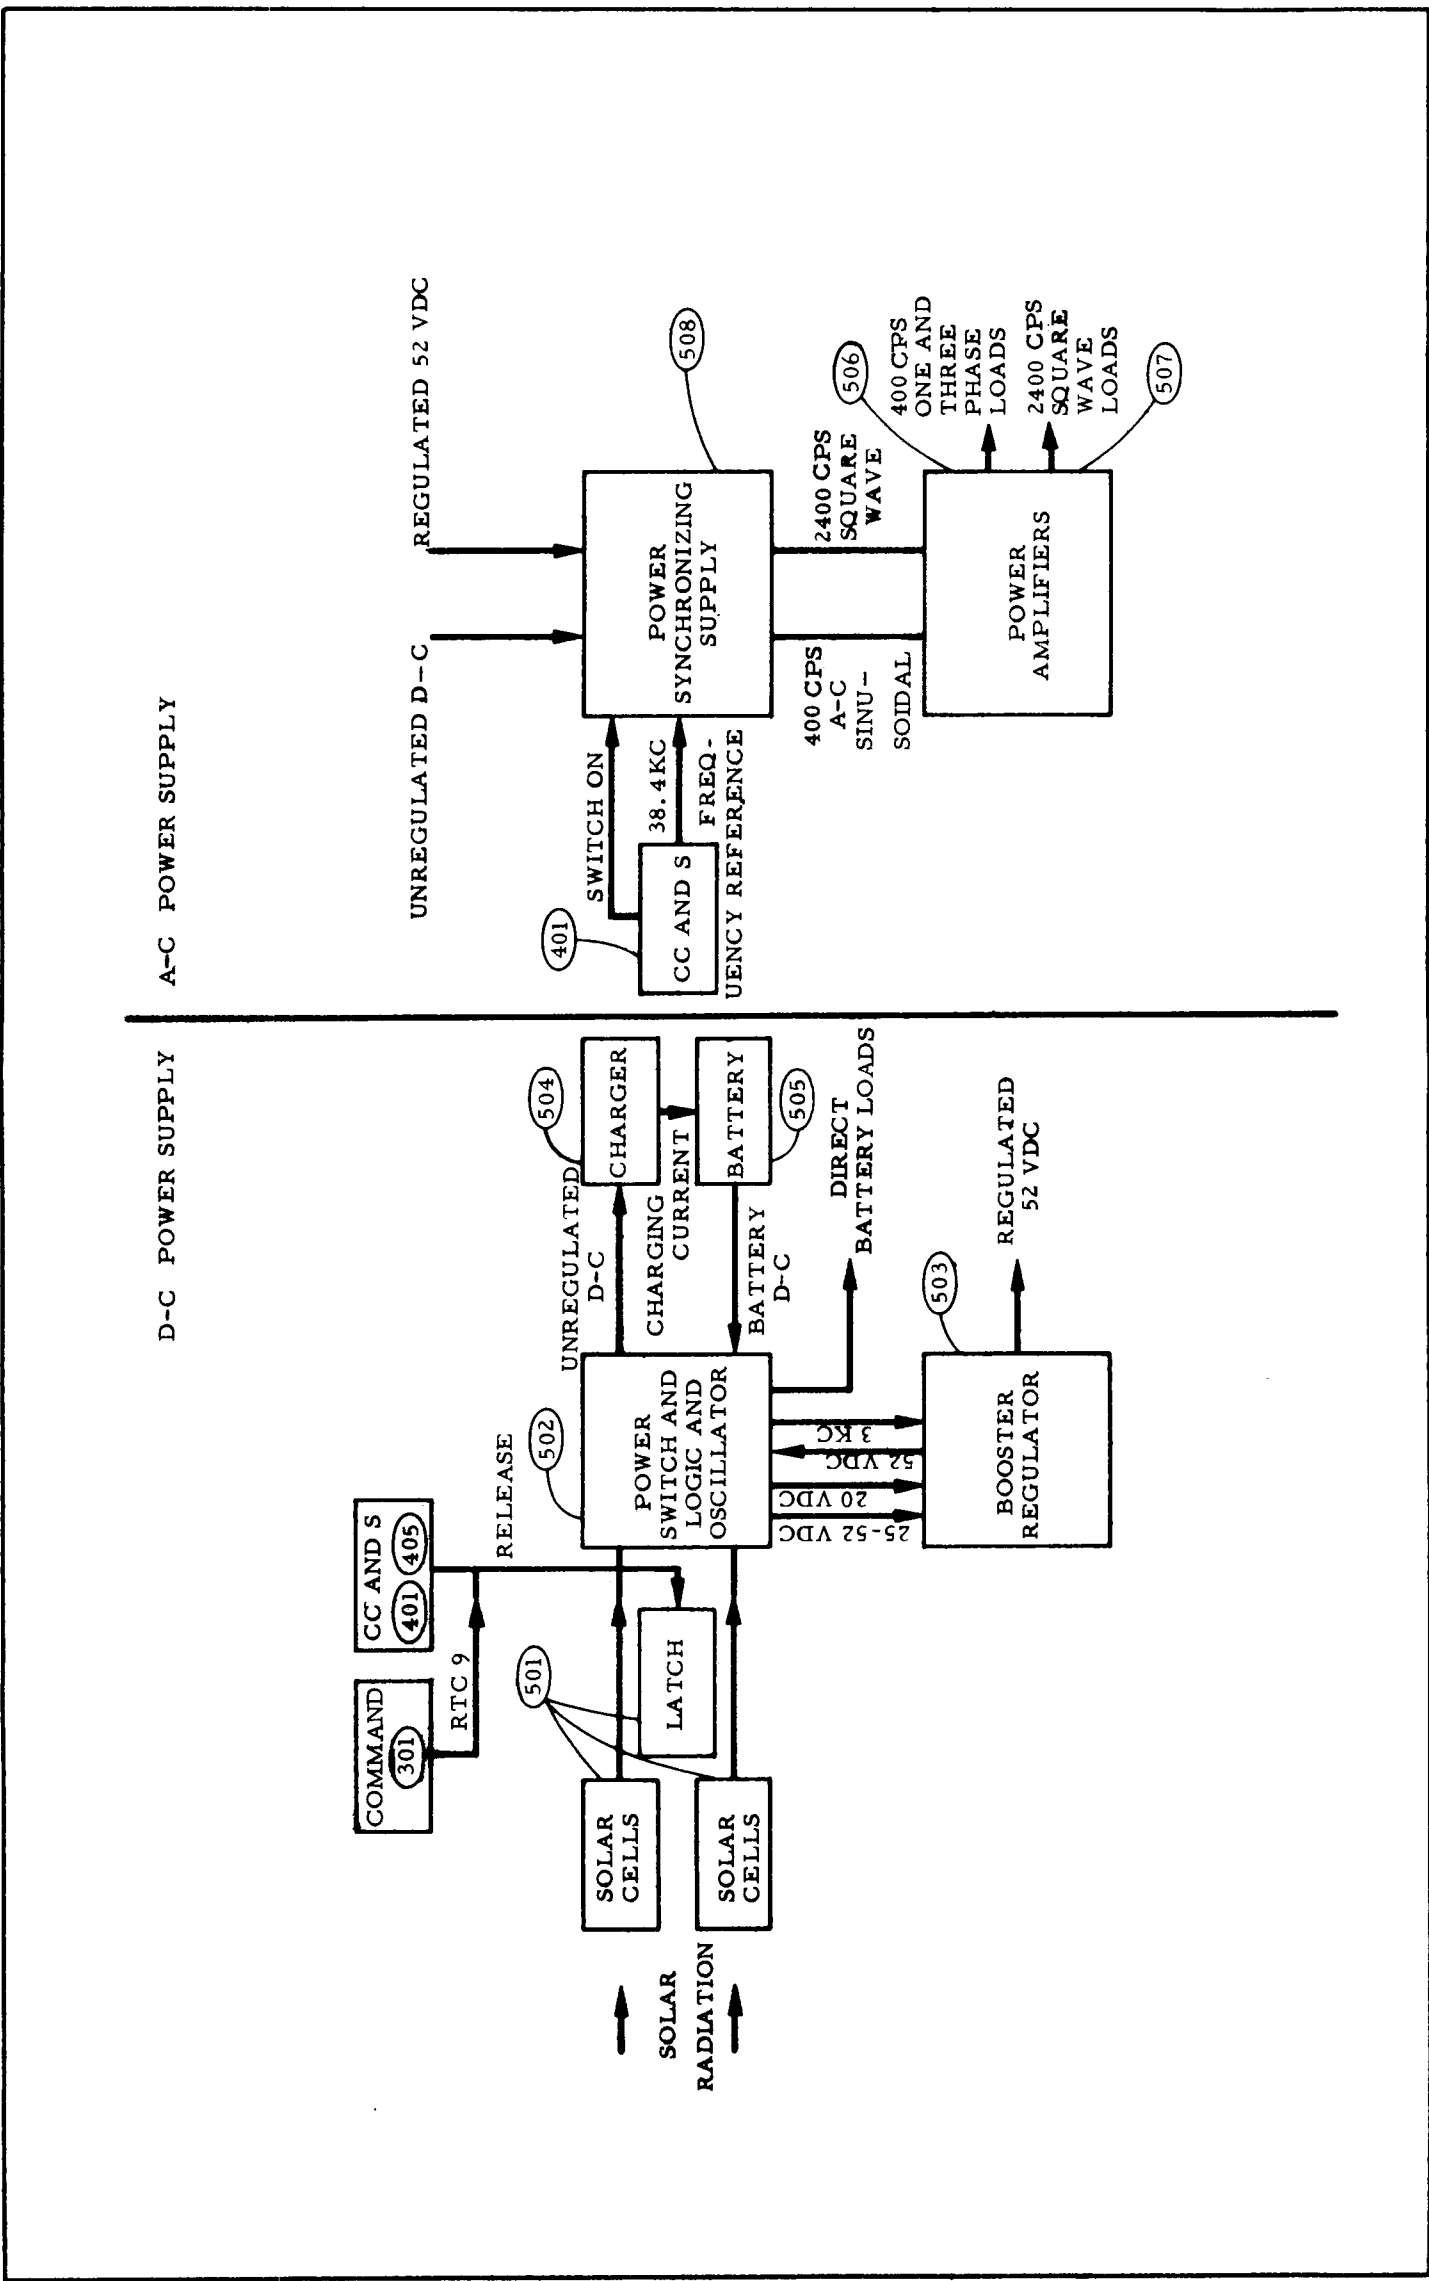 D-C POWER SUPPLY
A-C POWER SUPPLY
COMMAND
301
CC AND S
401
405
RTC 9
RELEASE
501
LATCH
SOLAR
CELLS
SOLAR
CELLS
SOLAR
RADIATION
502
POWER
SWITCH AND
LOGIC AND
OSCILLATOR
UNREGULATED
D-C
504
CHARGER
CHARGING
CURRENT
BATTERY
505
BATTERY
D-C
DIRECT
BATTERY LOADS
25-52 VDC
20 VDC
52 VDC
3 KC
503
BOOSTER
REGULATOR
REGULATED
52 VDC
UNREGULATED D-C
REGULATED 52 VDC
401
CC AND S
SWITCH ON
38.4KC
FREQ-
UENCY REFERENCE
508
POWER
SYNCHRONIZING
SUPPLY
400 CPS
A-C
SINU-
SOIDAL
2400 CPS
SQUARE
WAVE
506
POWER
AMPLIFIERS
400 CPS
ONE AND
THREE
PHASE
LOADS
2400 CPS
SQUARE
WAVE
LOADS
507